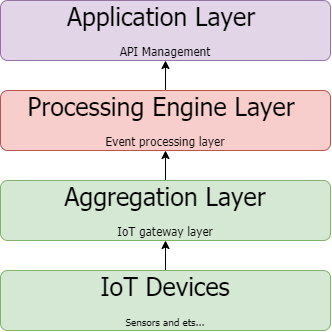 Application Layer
API Management
Processing Engine Layer
Event processing layer
Aggregation Layer
IoT gateway layer
IoT Devices
Sensors and ets...